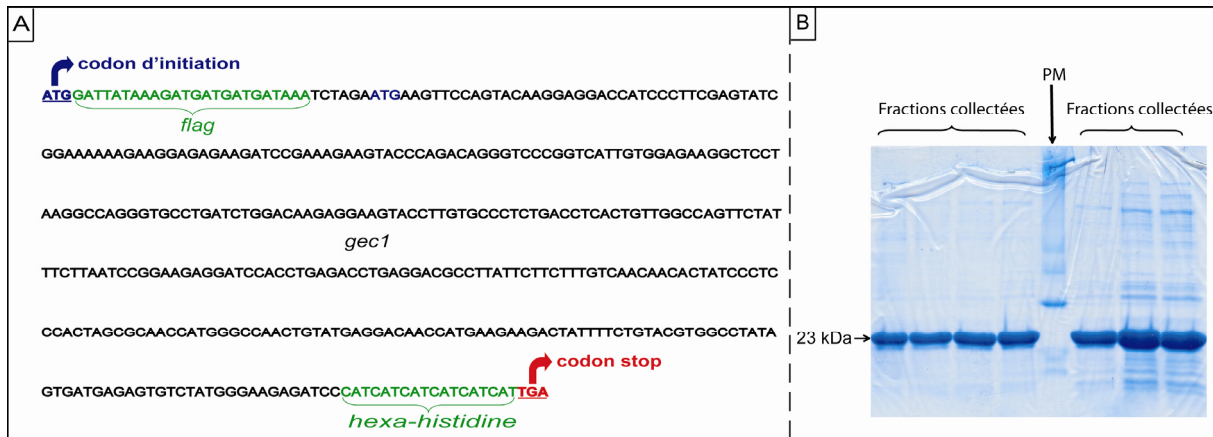 A
codon d'initiation
ATGGATTATAAAGATGATGATGATAAATCTAGAATGAAGTTCCAGTACAAGGAGGACCATCCCTTCGAGTATC
flag
GGAAAAAAGAAGGAGAGAAGATCCGAAAGAAGTACCCAGACAGGGTCCCGGTCATTGTGGAGAAGGCTCCT
AAGGCCAGGGTGCCTGATCTGGACAAGAGGAAGTACCTTGTGCCCTCTGACCTCACTGTTGGCCAGTTCTAT
gec1
TTCTTAATCCGGAAGAGGATCCACCTGAGACCTGAGGACGCCTTATTCTTCTTTGTCAACAACACTATCCCTC
CCACTAGCGCAACCATGGGCCAACTGTATGAGGACAACCATGAAGAAGACTATTTTCTGTACGTGGCCTATA
GTGATGAGAGTGTCTATGGGAAGAGATCCCATCATCATCATCATCATTGA
codon stop
hexa-histidine
B
PM
Fractions collectées
Fractions collectées
23 kDa